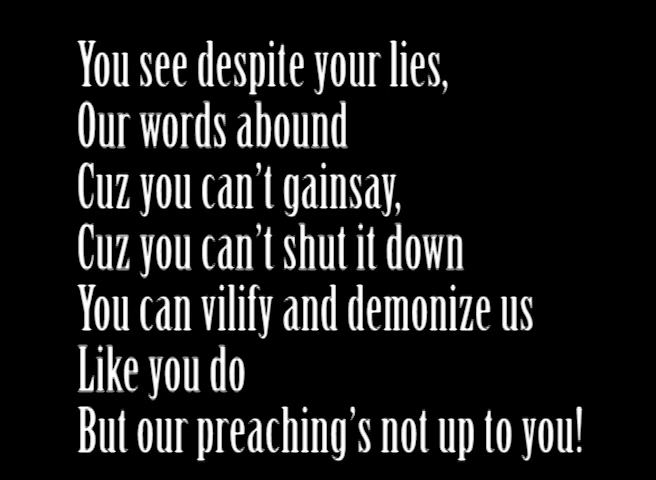 You see despite your lies,
Our words abound
Cuz you can't gainsay,
Cuz you can't shut it down
You can vilify and demonize us
Like you do
But our preaching's not up to you!